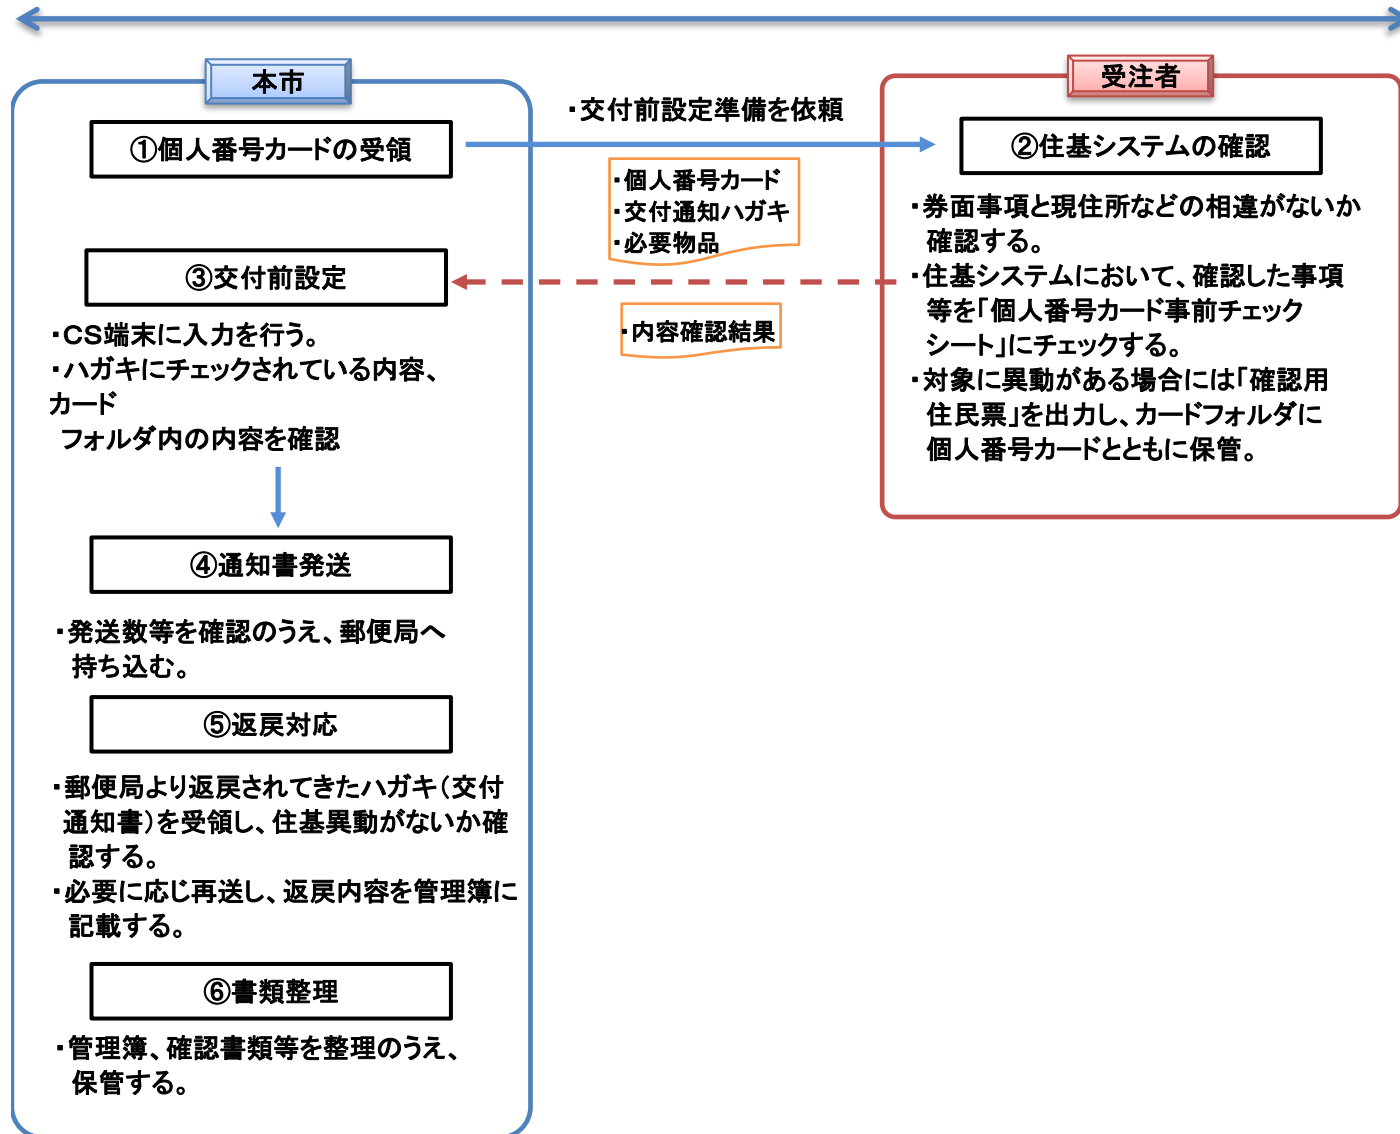 本市
①個人番号カードの受領
・交付前設定準備を依頼
・個人番号カード
・交付通知ハガキ
・必要物品
受注者
②住基システムの確認
・券面事項と現住所などの相違がないか
確認する。
・住基システムにおいて、確認した事項
等を「個人番号カード事前チェック
シート」にチェックする。
・対象に異動がある場合には「確認用
住民票」を出力し、カードフォルダに
個人番号カードとともに保管。
・内容確認結果
③交付前設定
・CS端末に入力を行う。
・ハガキにチェックされている内容、
カード
フォルダ内の内容を確認
④通知書発送
・発送数等を確認のうえ、郵便局へ
持ち込む。
⑤返戻対応
・郵便局より返戻されてきたハガキ（交付
通知書）を受領し、住基異動がないか確
認する。
・必要に応じ再送し、返戻内容を管理簿に
記載する。
⑥書類整理
・管理簿、確認書類等を整理のうえ、
保管する。